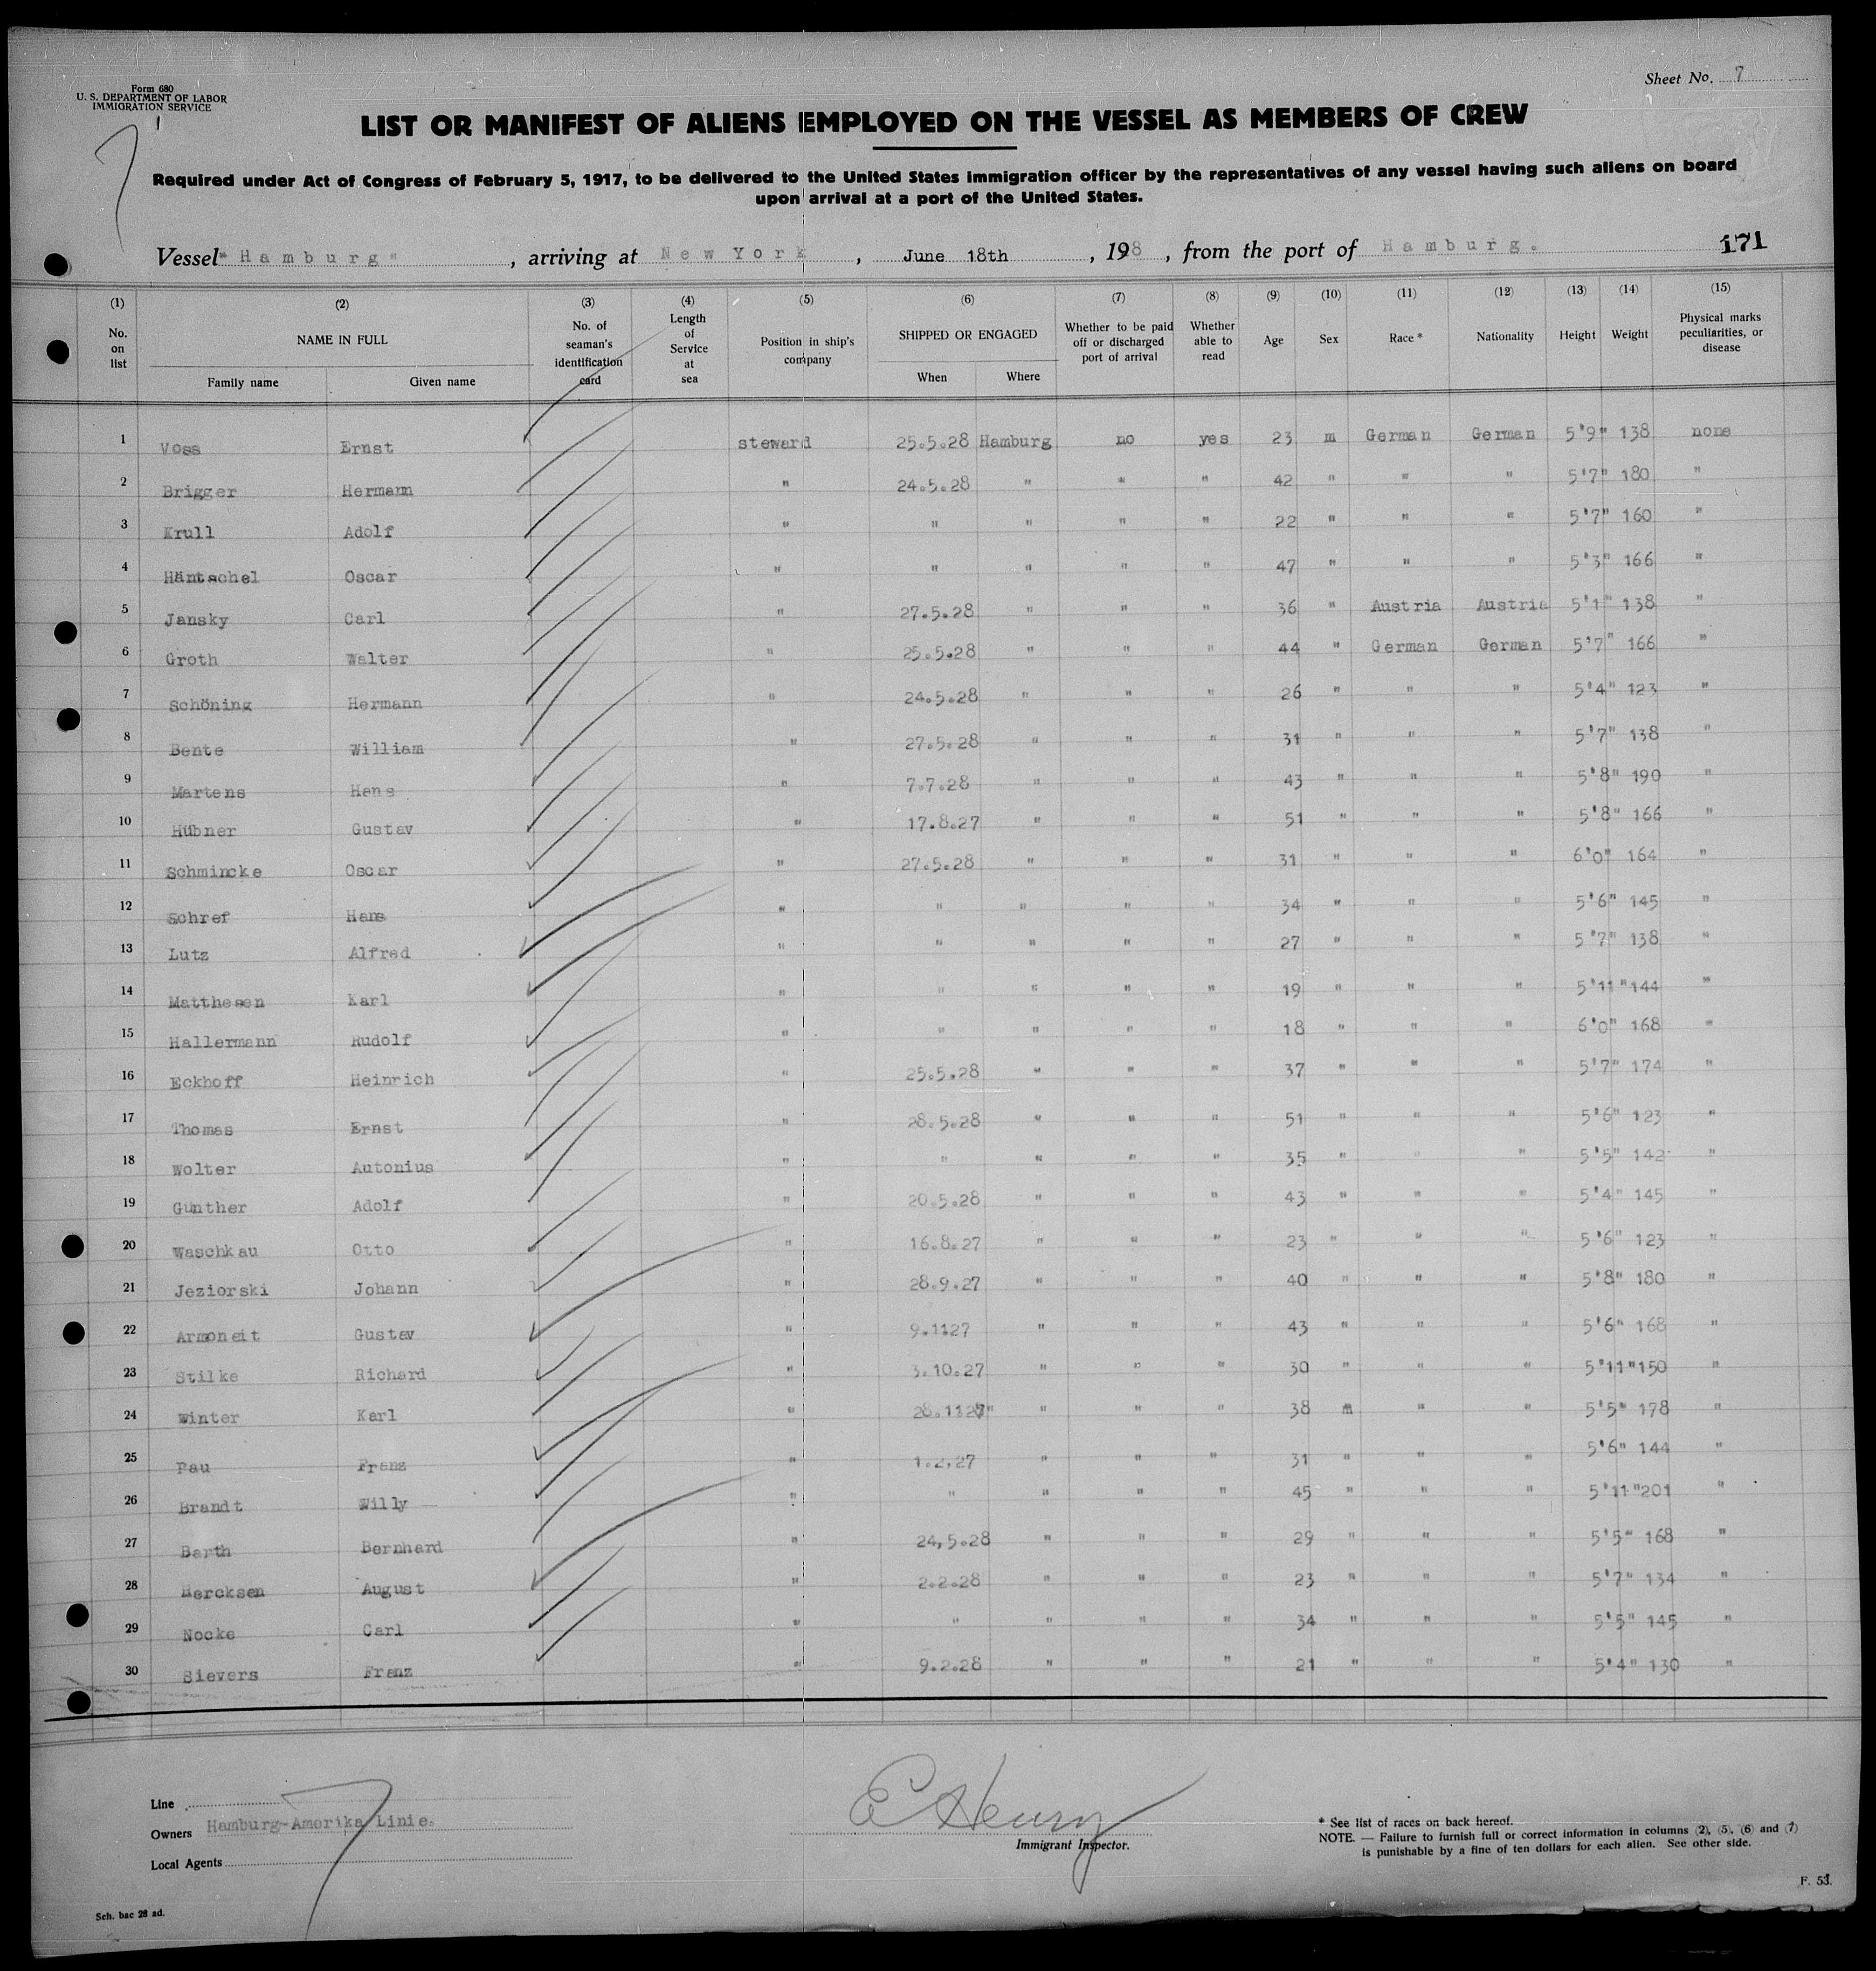 Form 680
U. S. DEPARTMENT OF LABOR
IMMIGRATION SERVICE
Sheet No. 7
LIST OR MANIFEST OF ALIENS EMPLOYED ON THE VESSEL AS MEMBERS OF CREW
Required under Act of Congress of February 5, 1917, to be delivered to the United States immigration officer by the representatives of any vessel having such aliens on board
upon arrival at a port of the United States.
Vessel "Hamburg" , arriving at New York , June 18th , 198 , from the port of Hamburg. 171
(1) (2) (3) (4) (5) (6) (7) (8) (9) (10) (11) (12) (13) (14) (15)
No. on list NAME IN FULL Family name Given name No. of seaman's identification card Length of Service at sea Position in ship's company SHIPPED OR ENGAGED When Where Whether to be paid off or discharged port of arrival Whether able to read Age Sex Race * Nationality Height Weight Physical marks peculiarities, or disease
1 Voss Ernst steward 25.5.28 Hamburg no yes 23 m German German 5'9" 138 none
2 Brigger Hermann " 24.5.28 " " " 42 " " " 5'7" 180 "
3 Krull Adolf " " " " " 22 " " " 5'7" 160 "
4 Häntschel Oscar " " " " " 47 " " " 5'3" 166 "
5 Jansky Carl " 27.5.28 " " " 36 " Austria Austria 5'1" 138 "
6 Groth Walter " 25.5.28 " " " 44 " German German 5'7" 166 "
7 Schöning Hermann " 24.5.28 " " " 26 " " " 5'4" 123 "
8 Bente William " 27.5.28 " " " 31 " " " 5'7" 138 "
9 Martens Hans " 7.7.28 " " " 43 " " " 5'8" 190 "
10 Hübner Gustav " 17.8.27 " " " 51 " " " 5'8" 166 "
11 Schmincke Oscar " 27.5.28 " " " 31 " " " 6'0" 164 "
12 Schref Hans " " " " " 34 " " " 5'6" 145 "
13 Lutz Alfred " " " " " 27 " " " 5'7" 138 "
14 Matthesen Karl " " " " " 19 " " " 5'11" 144 "
15 Hallermann Rudolf " " " " " 18 " " " 6'0" 168 "
16 Eckhoff Heinrich " 25.5.28 " " " 37 " " " 5'7" 174 "
17 Thomas Ernst " 28.5.28 " " " 51 " " " 5'6" 123 "
18 Wolter Autonius " " " " " 35 " " " 5'5" 142 "
19 Günther Adolf " 20.5.28 " " " 43 " " " 5'4" 145 "
20 Waschkau Otto " 16.8.27 " " " 23 " " " 5'6" 123 "
21 Jeziorski Johann " 28.9.27 " " " 40 " " " 5'8" 180 "
22 Armoneit Gustav " 9.1127 " " " 43 " " " 5'6" 168 "
23 Stilke Richard " 3.10.27 " " " 30 " " " 5'11" 150 "
24 Winter Karl " 28.1127" " " " 38 m " " 5'5" 178 "
25 Pau Franz " 1.2.27 " " " 31 " " " 5'6" 144 "
26 Brandt Willy " " " " " 45 " " " 5'11" 201 "
27 Barth Bernhard " 24,5.28 " " " 29 " " " 5'5" 168 "
28 Hercksen August " 2.2.28 " " " 23 " " " 5'7" 134 "
29 Nocke Carl " " " " " 34 " " " 5'5" 145 "
30 Sievers Franz " 9.2.28 " " " 21 " " " 5'4" 130 "
Line
Owners Hamburg-Amerika Linie.
Local Agents
E Henry
Immigrant Inspector.
* See list of races on back hereof.
NOTE. — Failure to furnish full or correct information in columns (2), (5), (6) and (7)
is punishable by a fine of ten dollars for each alien. See other side.
F. 53.
Sch. bac 28 ad.